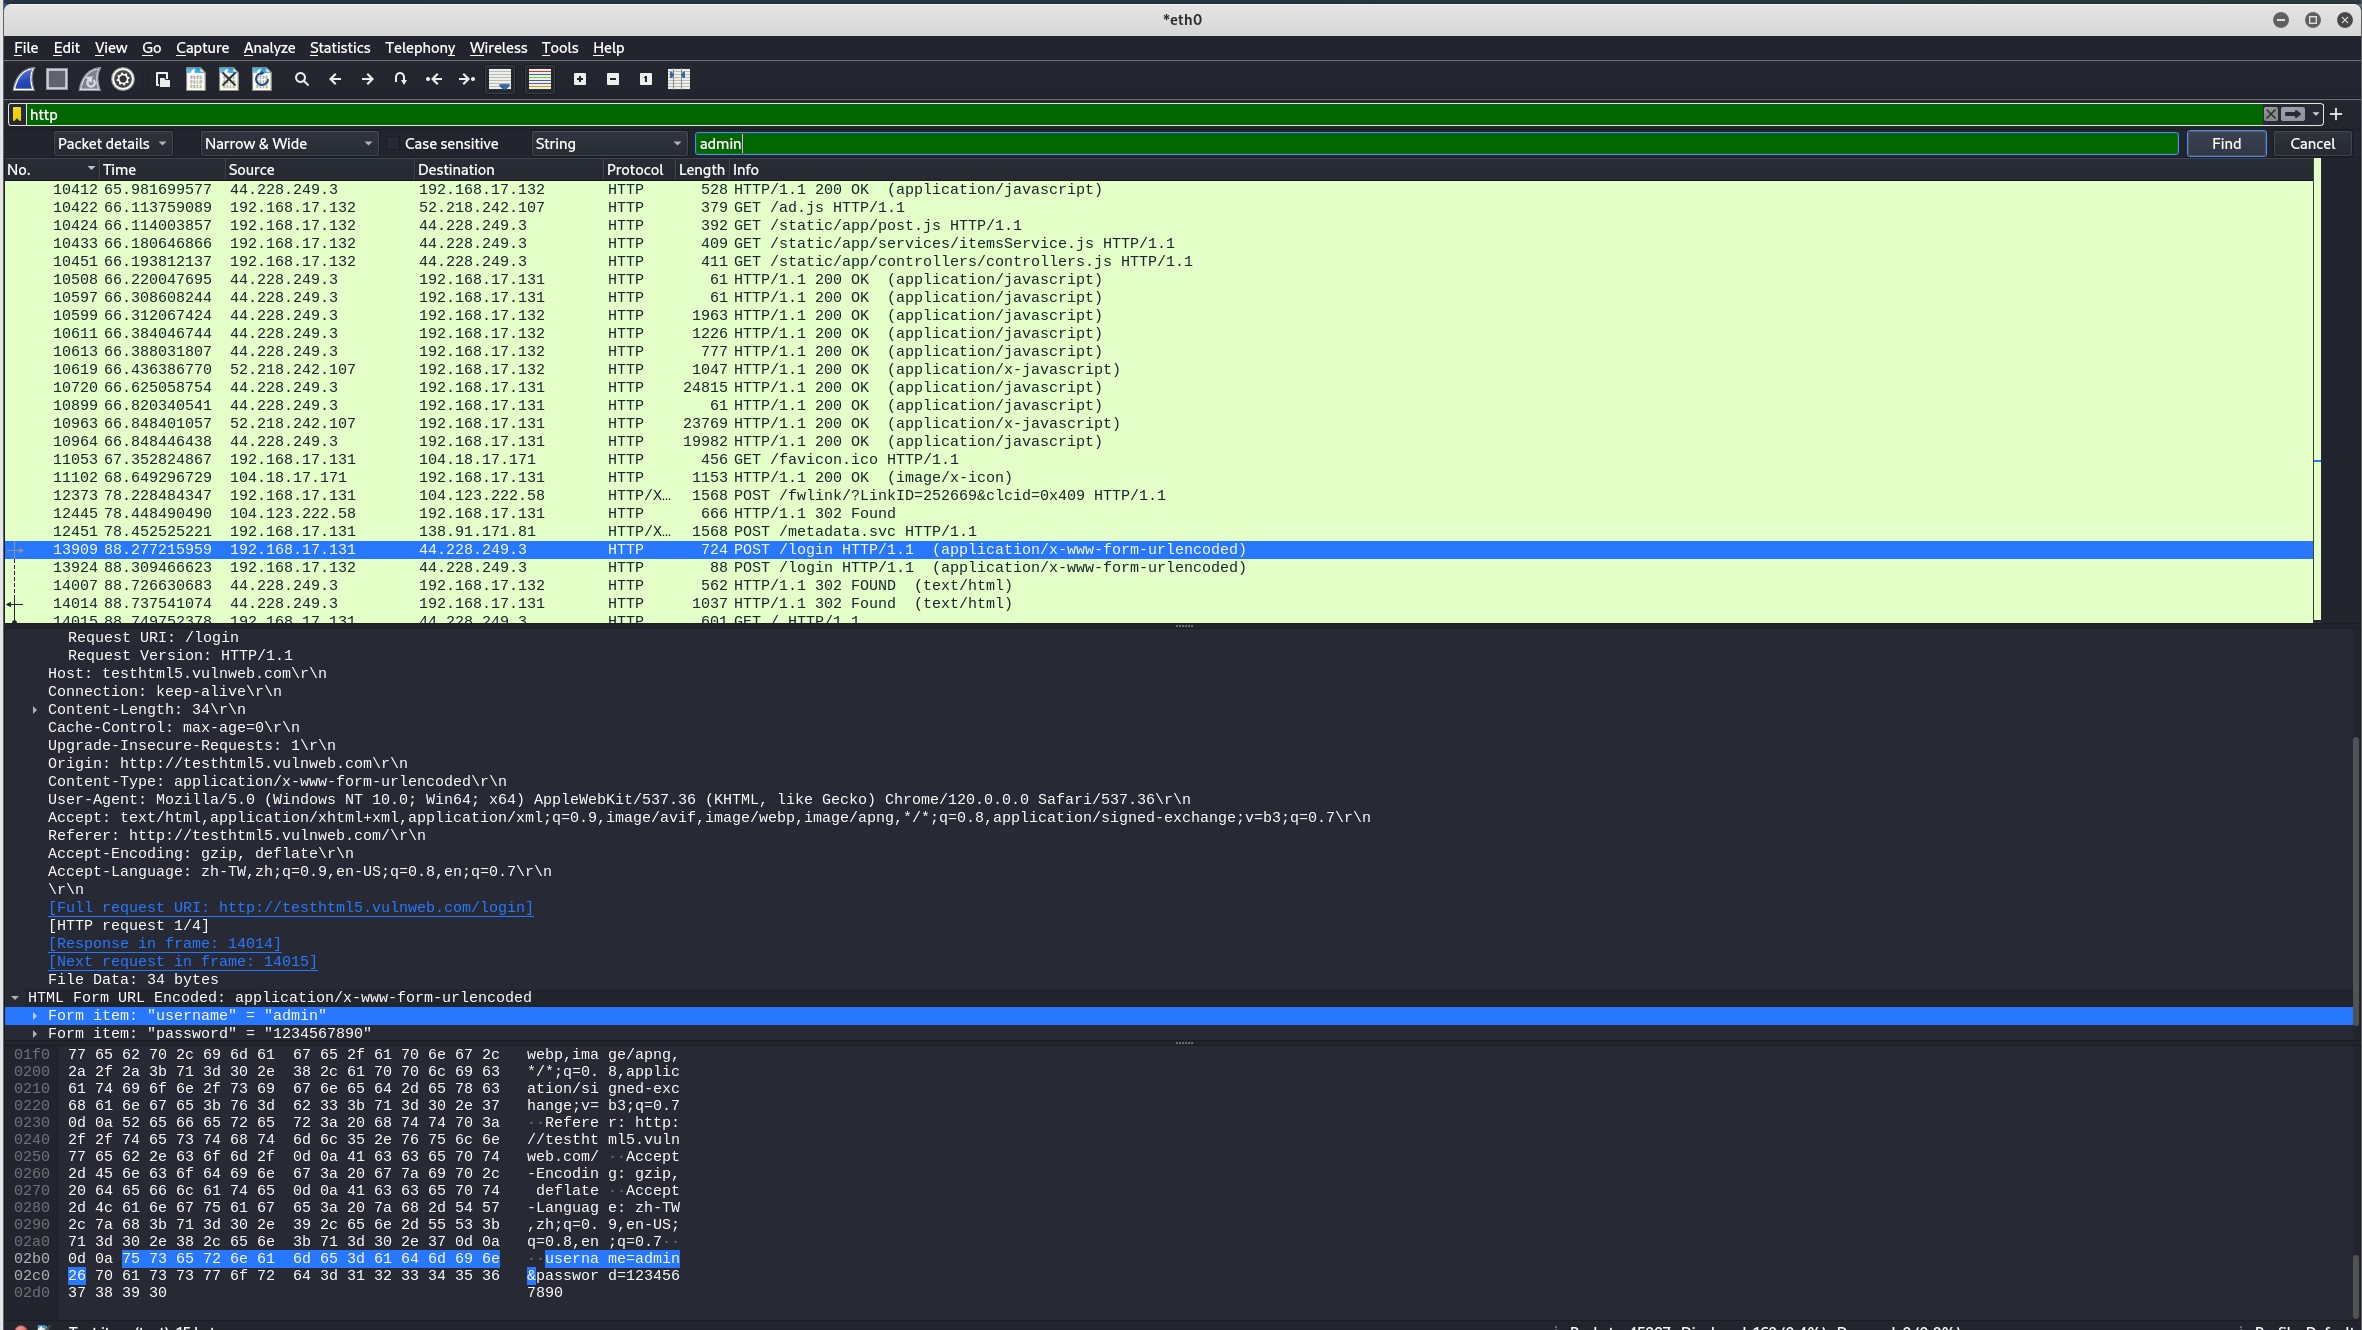 *eth0
File Edit View Go Capture Analyze Statistics Telephony Wireless Tools Help
http
Packet details Narrow & Wide Case sensitive String admin Find Cancel
No. Time Source Destination Protocol Length Info
10412 65.981699577 44.228.249.3 192.168.17.132 HTTP 528 HTTP/1.1 200 OK (application/javascript)
10422 66.113759089 192.168.17.132 52.218.242.107 HTTP 379 GET /ad.js HTTP/1.1
10424 66.114003857 192.168.17.132 44.228.249.3 HTTP 392 GET /static/app/post.js HTTP/1.1
10433 66.180646866 192.168.17.132 44.228.249.3 HTTP 409 GET /static/app/services/itemsService.js HTTP/1.1
10451 66.193812137 192.168.17.132 44.228.249.3 HTTP 411 GET /static/app/controllers/controllers.js HTTP/1.1
10508 66.220047695 44.228.249.3 192.168.17.131 HTTP 61 HTTP/1.1 200 OK (application/javascript)
10597 66.308608244 44.228.249.3 192.168.17.131 HTTP 61 HTTP/1.1 200 OK (application/javascript)
10599 66.312067424 44.228.249.3 192.168.17.132 HTTP 1963 HTTP/1.1 200 OK (application/javascript)
10611 66.384046744 44.228.249.3 192.168.17.132 HTTP 1226 HTTP/1.1 200 OK (application/javascript)
10613 66.388031807 44.228.249.3 192.168.17.132 HTTP 777 HTTP/1.1 200 OK (application/javascript)
10619 66.436386770 52.218.242.107 192.168.17.132 HTTP 1047 HTTP/1.1 200 OK (application/x-javascript)
10720 66.625058754 44.228.249.3 192.168.17.131 HTTP 24815 HTTP/1.1 200 OK (application/javascript)
10899 66.820340541 44.228.249.3 192.168.17.131 HTTP 61 HTTP/1.1 200 OK (application/javascript)
10963 66.848401057 52.218.242.107 192.168.17.131 HTTP 23769 HTTP/1.1 200 OK (application/x-javascript)
10964 66.848446438 44.228.249.3 192.168.17.131 HTTP 19982 HTTP/1.1 200 OK (application/javascript)
11053 67.352824867 192.168.17.131 104.18.17.171 HTTP 456 GET /favicon.ico HTTP/1.1
11102 68.649296729 104.18.17.171 192.168.17.131 HTTP 1153 HTTP/1.1 200 OK (image/x-icon)
12373 78.228484347 192.168.17.131 104.123.222.58 HTTP/X… 1568 POST /fwlink/?LinkID=252669&clcid=0x409 HTTP/1.1
12445 78.448490490 104.123.222.58 192.168.17.131 HTTP 666 HTTP/1.1 302 Found
12451 78.452525221 192.168.17.131 138.91.171.81 HTTP/X… 1568 POST /metadata.svc HTTP/1.1
13909 88.277215959 192.168.17.131 44.228.249.3 HTTP 724 POST /login HTTP/1.1 (application/x-www-form-urlencoded)
13924 88.309466623 192.168.17.132 44.228.249.3 HTTP 88 POST /login HTTP/1.1 (application/x-www-form-urlencoded)
14007 88.726630683 44.228.249.3 192.168.17.132 HTTP 562 HTTP/1.1 302 FOUND (text/html)
14014 88.737541074 44.228.249.3 192.168.17.131 HTTP 1037 HTTP/1.1 302 Found (text/html)
14015 88.749752378 192.168.17.131 44.228.249.3 HTTP 601 GET / HTTP/1.1
Request URI: /login
Request Version: HTTP/1.1
Host: testhtml5.vulnweb.com\r\n
Connection: keep-alive\r\n
Content-Length: 34\r\n
Cache-Control: max-age=0\r\n
Upgrade-Insecure-Requests: 1\r\n
Origin: http://testhtml5.vulnweb.com\r\n
Content-Type: application/x-www-form-urlencoded\r\n
User-Agent: Mozilla/5.0 (Windows NT 10.0; Win64; x64) AppleWebKit/537.36 (KHTML, like Gecko) Chrome/120.0.0.0 Safari/537.36\r\n
Accept: text/html,application/xhtml+xml,application/xml;q=0.9,image/avif,image/webp,image/apng,*/*;q=0.8,application/signed-exchange;v=b3;q=0.7\r\n
Referer: http://testhtml5.vulnweb.com/\r\n
Accept-Encoding: gzip, deflate\r\n
Accept-Language: zh-TW,zh;q=0.9,en-US;q=0.8,en;q=0.7\r\n
\r\n
[Full request URI: http://testhtml5.vulnweb.com/login]
[HTTP request 1/4]
[Response in frame: 14014]
[Next request in frame: 14015]
File Data: 34 bytes
HTML Form URL Encoded: application/x-www-form-urlencoded
Form item: "username" = "admin"
Form item: "password" = "1234567890"
01f0 77 65 62 70 2c 69 6d 61 67 65 2f 61 70 6e 67 2c webp,ima ge/apng,
0200 2a 2f 2a 3b 71 3d 30 2e 38 2c 61 70 70 6c 69 63 */*;q=0. 8,applic
0210 61 74 69 6f 6e 2f 73 69 67 6e 65 64 2d 65 78 63 ation/si gned-exc
0220 68 61 6e 67 65 3b 76 3d 62 33 3b 71 3d 30 2e 37 hange;v= b3;q=0.7
0230 0d 0a 52 65 66 65 72 65 72 3a 20 68 74 74 70 3a ··Refere r: http:
0240 2f 2f 74 65 73 74 68 74 6d 6c 35 2e 76 75 6c 6e //testht ml5.vuln
0250 77 65 62 2e 63 6f 6d 2f 0d 0a 41 63 63 65 70 74 web.com/ ··Accept
0260 2d 45 6e 63 6f 64 69 6e 67 3a 20 67 7a 69 70 2c -Encodin g: gzip,
0270 20 64 65 66 6c 61 74 65 0d 0a 41 63 63 65 70 74 deflate ··Accept
0280 2d 4c 61 6e 67 75 61 67 65 3a 20 7a 68 2d 54 57 -Languag e: zh-TW
0290 2c 7a 68 3b 71 3d 30 2e 39 2c 65 6e 2d 55 53 3b ,zh;q=0. 9,en-US;
02a0 71 3d 30 2e 38 2c 65 6e 3b 71 3d 30 2e 37 0d 0a q=0.8,en ;q=0.7··
02b0 0d 0a 75 73 65 72 6e 61 6d 65 3d 61 64 6d 69 6e ··userna me=admin
02c0 26 70 61 73 73 77 6f 72 64 3d 31 32 33 34 35 36 &passwor d=123456
02d0 37 38 39 30 7890